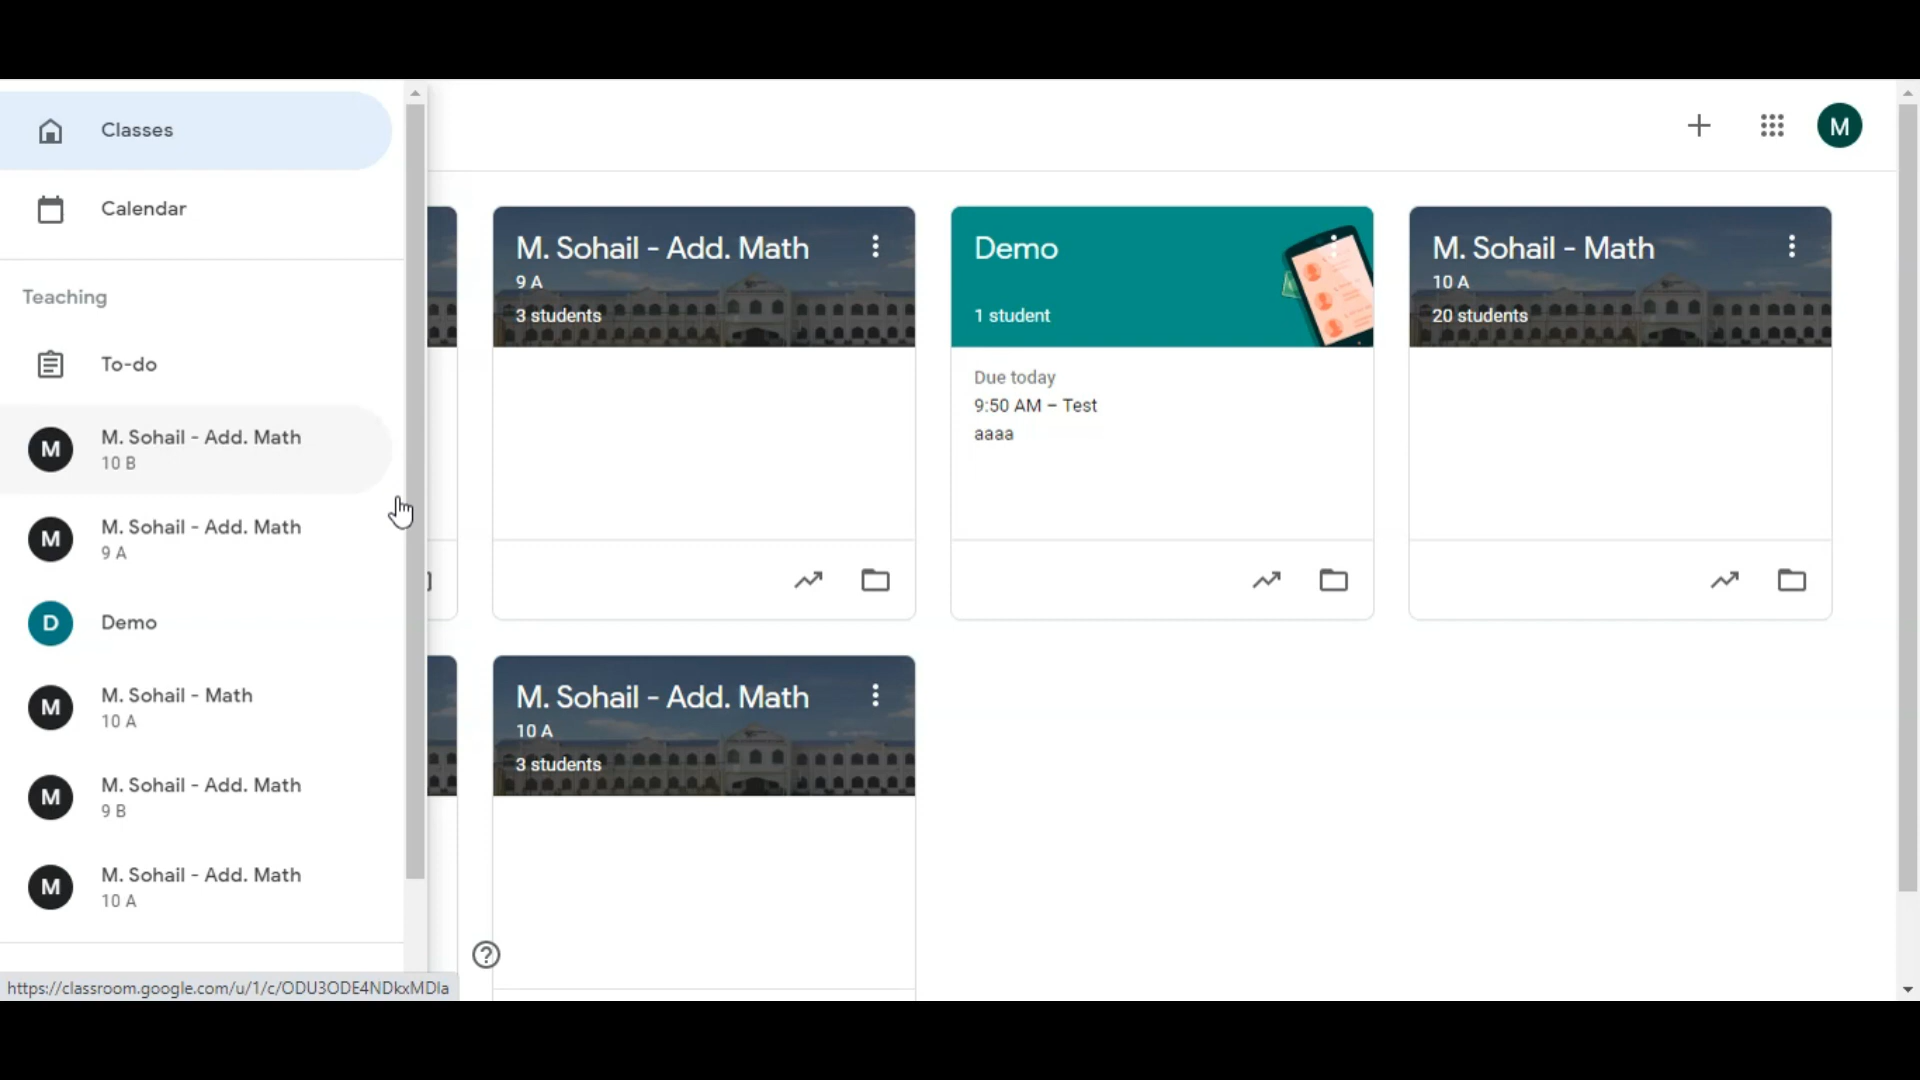 Classes
Calendar
Teaching
To-do
M
M. Sohail - Add. Math
10 B
M
M. Sohail - Add. Math
9 A
D
Demo
M
M. Sohail - Math
10 A
M
M. Sohail - Add. Math
9 B
M
M. Sohail - Add. Math
10 A
https://classroom.google.com/u/1/c/ODU3ODE4NDkxMDla
M
M. Sohail - Add. Math
9 A
3 students
Demo
1 student
Due today
9:50 AM – Test
aaaa
M. Sohail - Math
10 A
20 students
M. Sohail - Add. Math
10 A
3 students